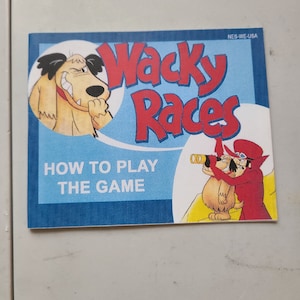 NES-WE-USA
Wacky
Races
HOW TO PLAY
THE GAME